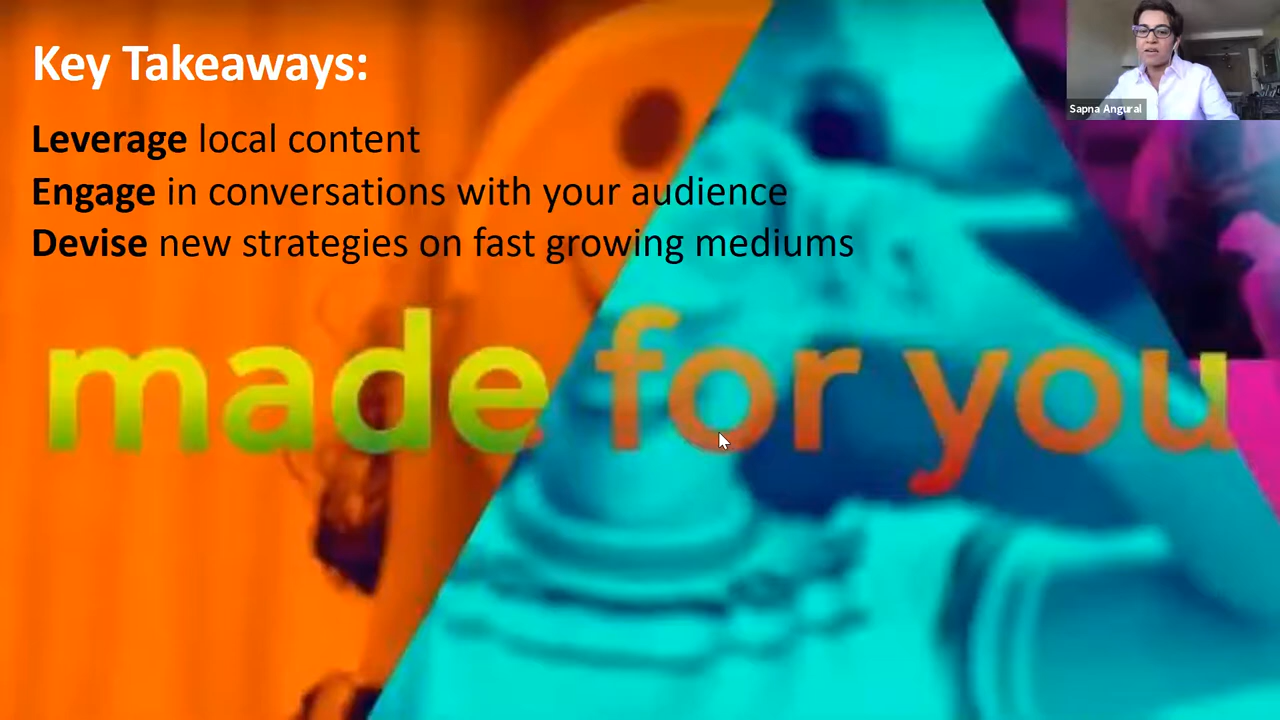 Key Takeaways:
Leverage local content
Engage in conversations with your audience
Devise new strategies on fast growing mediums
made for you
Sapna Angural